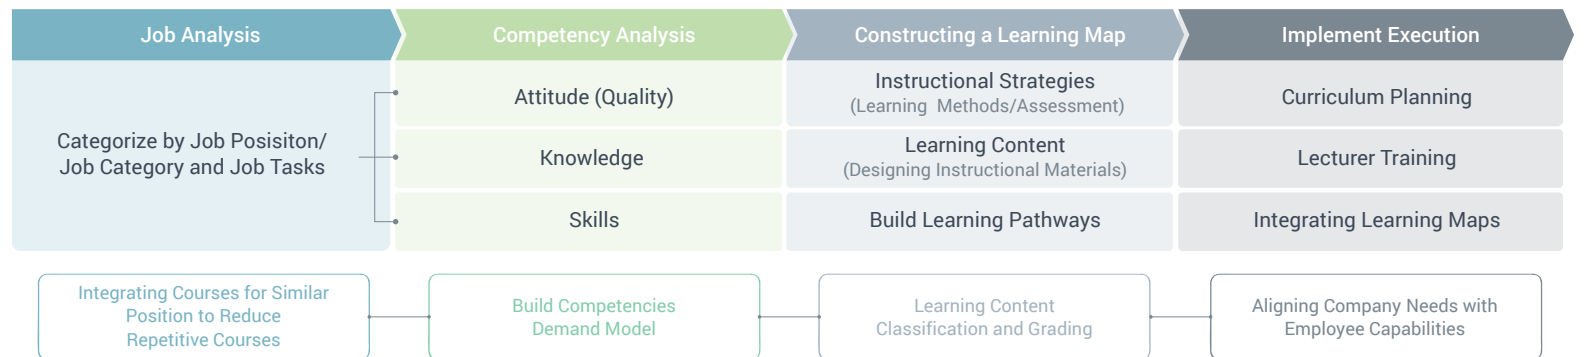 Job Analysis
Competency Analysis
Constructing a Learning Map
Implement Execution
Categorize by Job Posisiton/
Job Category and Job Tasks
Attitude (Quality)
Knowledge
Skills
Instructional Strategies
(Learning Methods/Assessment)
Learning Content
(Designing Instructional Materials)
Build Learning Pathways
Curriculum Planning
Lecturer Training
Integrating Learning Maps
Integrating Courses for Similar
Position to Reduce
Repetitive Courses
Build Competencies
Demand Model
Learning Content
Classification and Grading
Aligning Company Needs with
Employee Capabilities